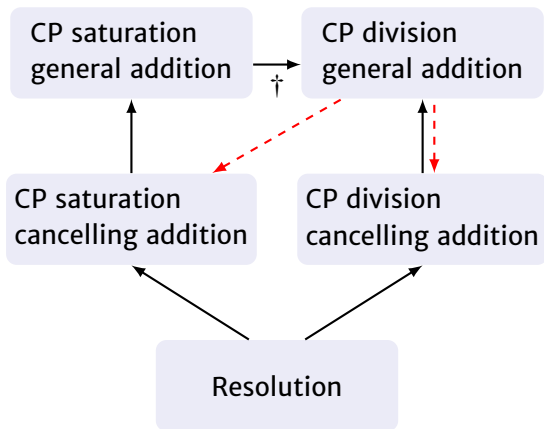 CP saturation
general addition
CP division
general addition
†
CP saturation
cancelling addition
CP division
cancelling addition
Resolution